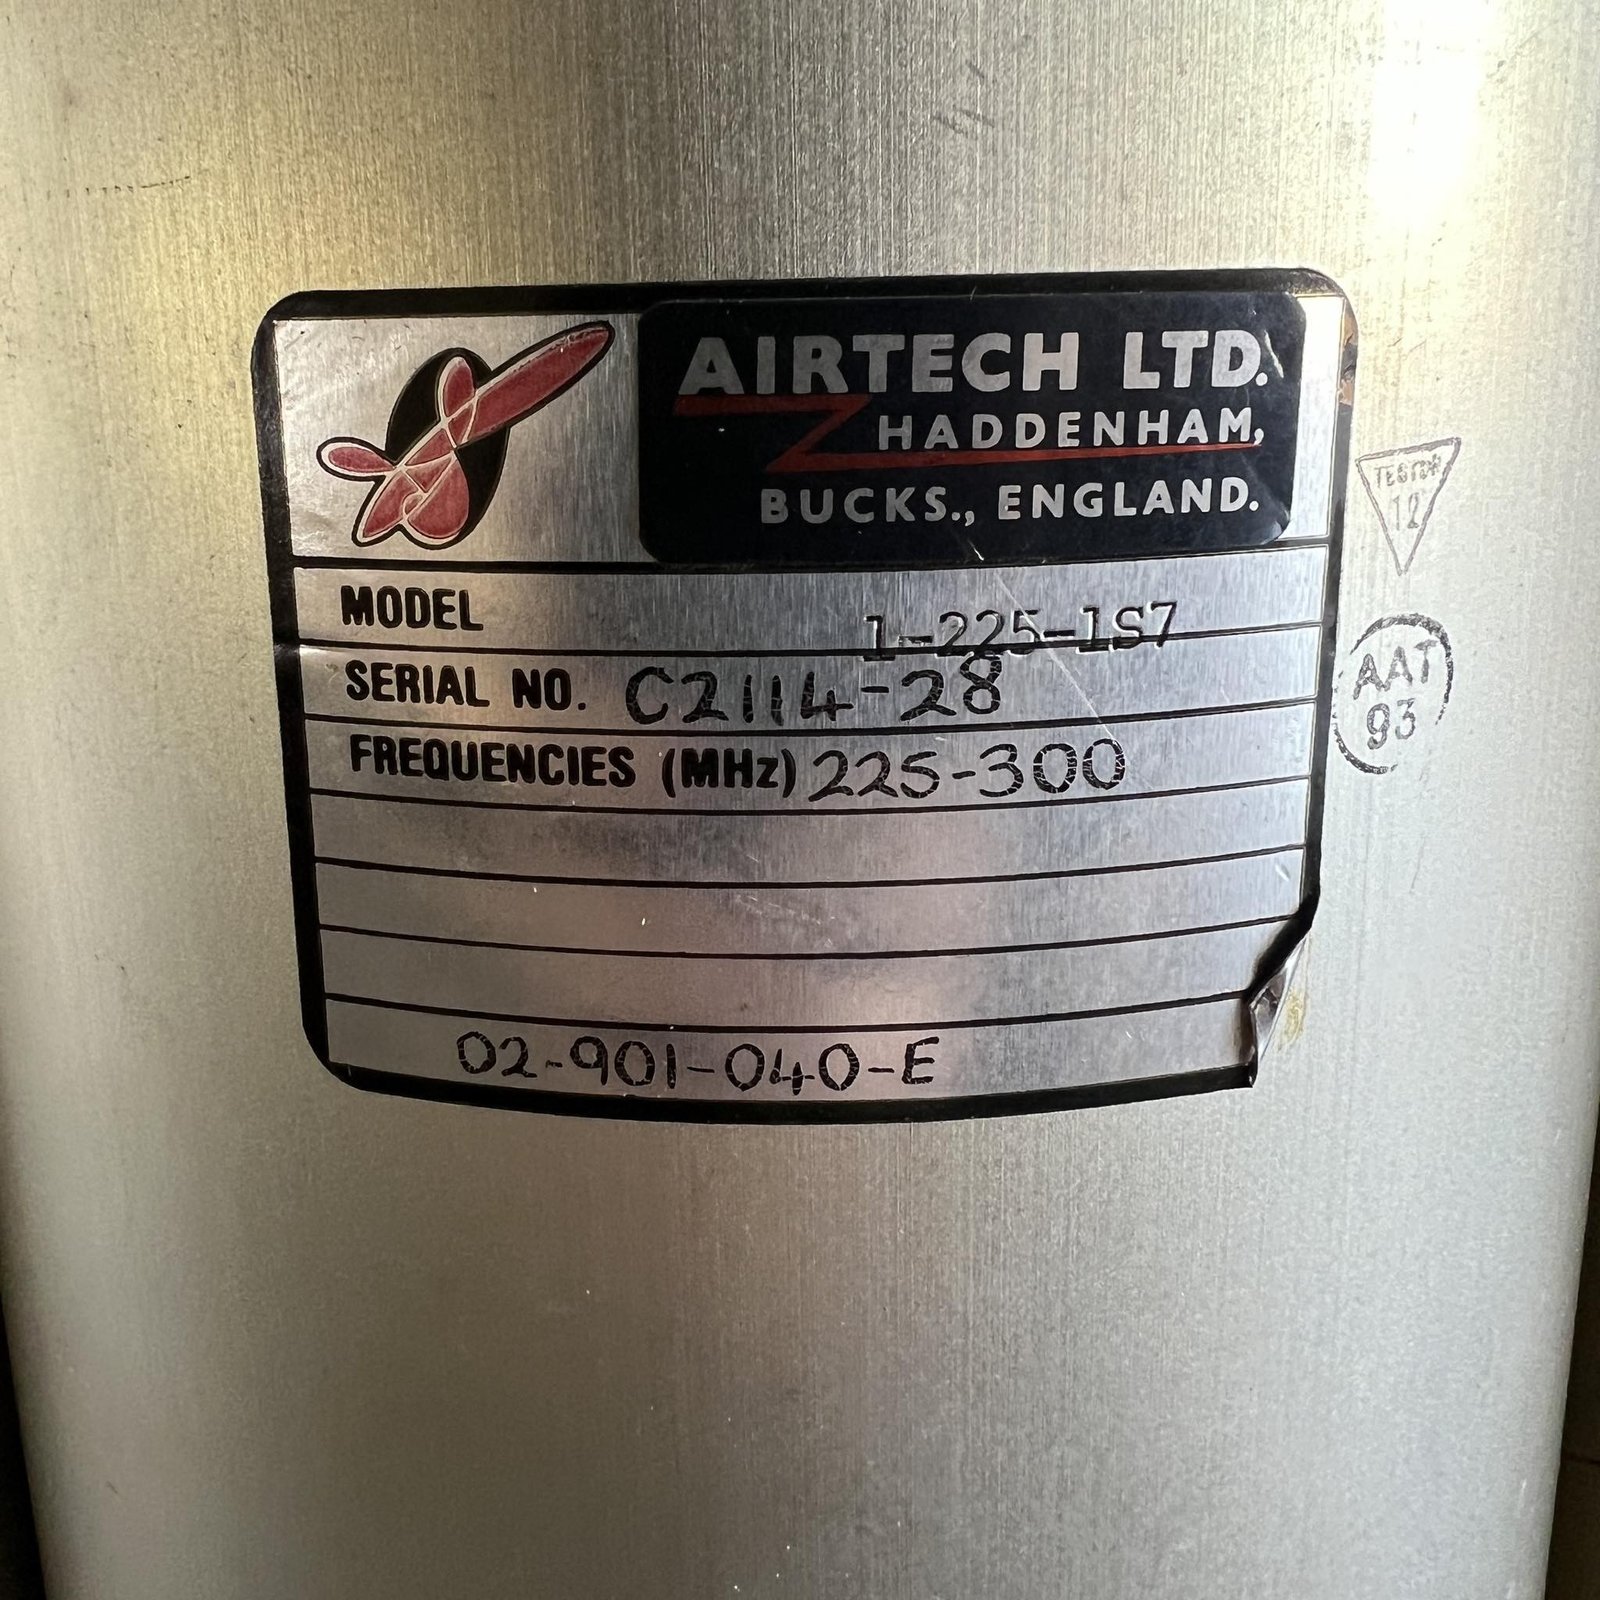 AIRTECH LTD.
HADDENHAM,
BUCKS., ENGLAND.
MODEL 1-225-1S7
SERIAL NO. C2114-28
FREQUENCIES (MHz) 225-300
02-901-040-E
12
AAT
93